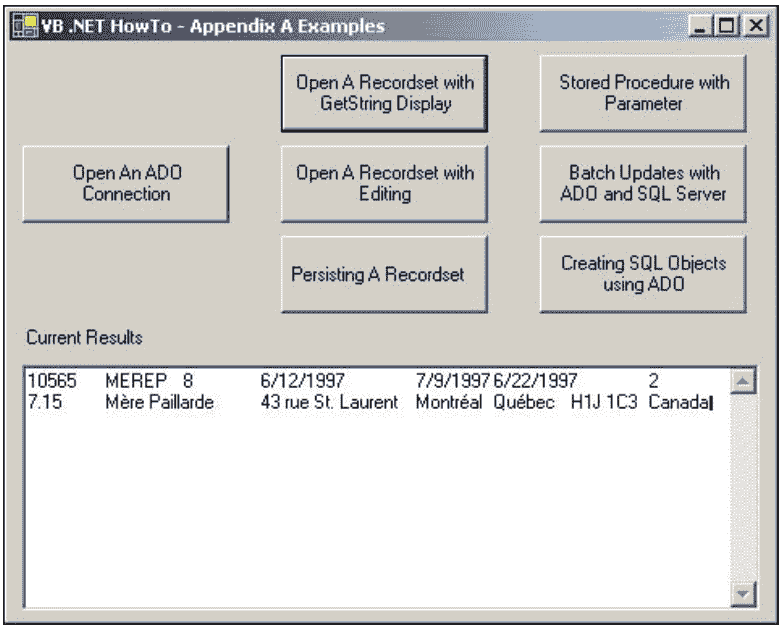 VB .NET HowTo - Appendix A Examples
Open A Recordset with
GetString Display
Stored Procedure with
Parameter
Open An ADO
Connection
Open A Recordset with
Editing
Batch Updates with
ADO and SQL Server
Persisting A Recordset
Creating SQL Objects
using ADO
Current Results
10565 MEREP 8 6/12/1997 7/9/1997 6/22/1997 2
7.15 Mère Paillarde 43 rue St. Laurent Montréal Québec H1J 1C3 Canada